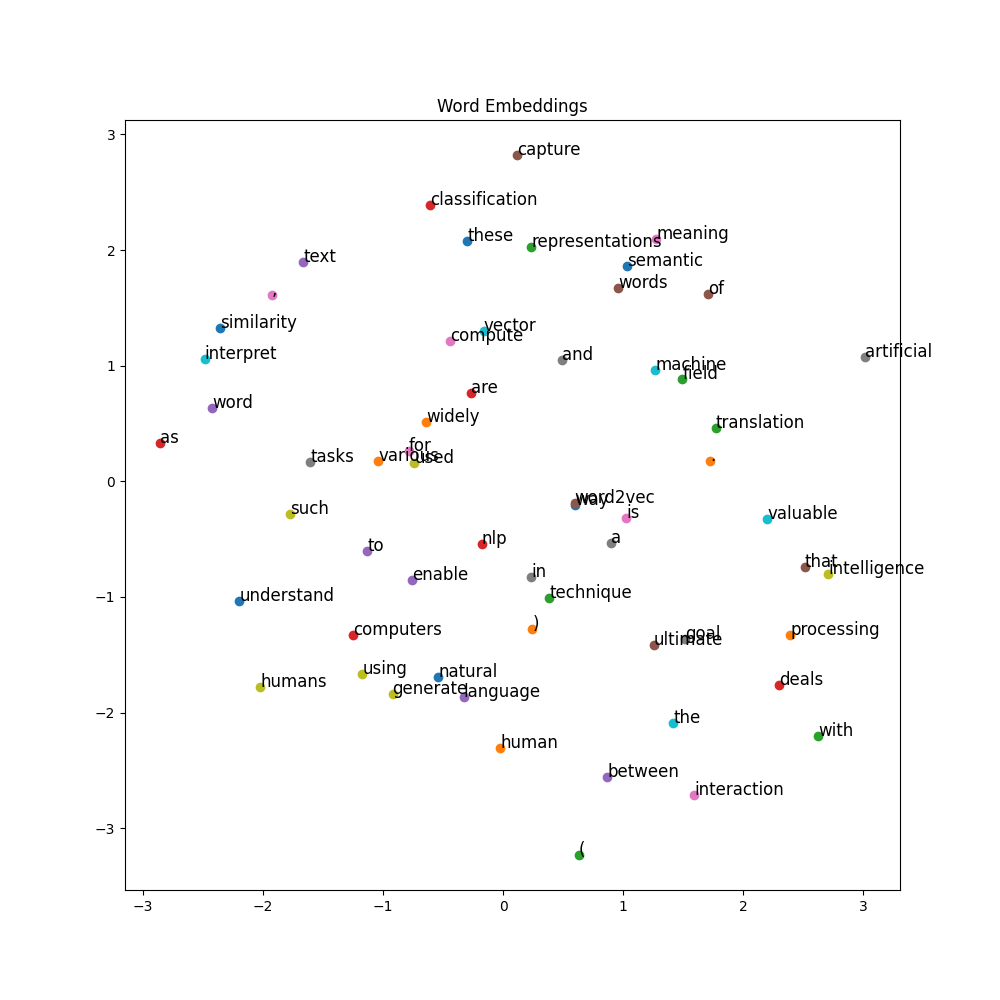 Word Embeddings
3
capture
classification
these
representations
meaning
2
text
semantic
words
of
,
similarity
vector
compute
interpret
and
artificial
1
machine
field
are
word
widely
translation
as
for
tasks
various
used
.
0
word2vec
way
such
is
valuable
to
nlp
a
that
enable
in
intelligence
−1
understand
technique
)
computers
goal
ultimate
processing
using
natural
humans
generate
language
deals
−2
the
with
human
between
interaction
−3
(
−3 −2 −1 0 1 2 3